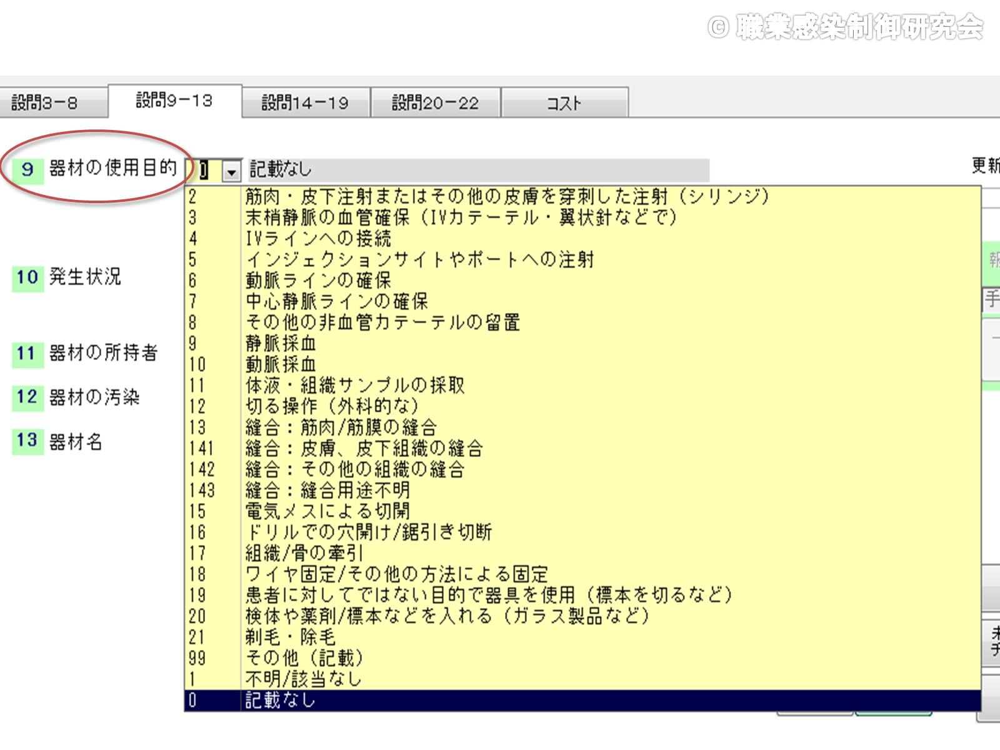 © 職業感染制御研究会
設問3－8
設問9－13
設問14－19
設問20－22
コスト
9 器材の使用目的
0 記載なし
更新
2 筋肉・皮下注射またはその他の皮膚を穿刺した注射（シリンジ）
3 末梢静脈の血管確保（IVカテーテル・翼状針などで）
4 IVラインへの接続
5 インジェクションサイトやポートへの注射
6 動脈ラインの確保
7 中心静脈ラインの確保
8 その他の非血管カテーテルの留置
9 静脈採血
10 動脈採血
11 体液・組織サンプルの採取
12 切る操作（外科的な）
13 縫合：筋肉/筋膜の縫合
141 縫合：皮膚、皮下組織の縫合
142 縫合：その他の組織の縫合
143 縫合：縫合用途不明
15 電気メスによる切開
16 ドリルでの穴開け/鋸引き切断
17 組織/骨の牽引
18 ワイヤ固定/その他の方法による固定
19 患者に対してではない目的で器具を使用（標本を切るなど）
20 検体や薬剤/標本などを入れる（ガラス製品など）
21 剃毛・除毛
99 その他（記載）
1 不明/該当なし
0 記載なし
10 発生状況
11 器材の所持者
12 器材の汚染
13 器材名
手